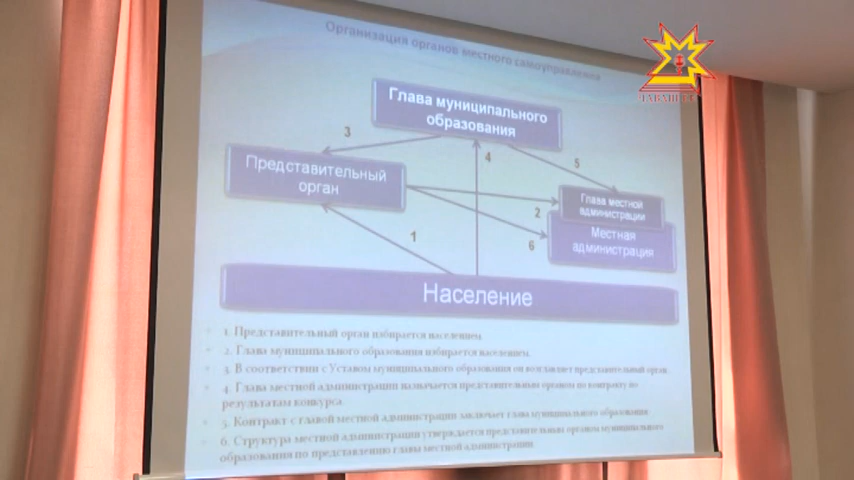 Организация органов местного самоуправления
Глава муниципального
образования
3
4
5
Представительный
орган
Глава местной
администрации
2
Местная
администрация
6
1
Население
1. Представительный орган избирается населением.
2. Глава муниципального образования избирается населением.
3. В соответствии с Уставом муниципального образования он возглавляет представительный орган.
4. Глава местной администрации назначается представительным органом по контракту по
результатам конкурса
5. Контракт с главой местной администрации заключает глава муниципального образования
6. Структура местной администрации утверждается представительным органом муниципального
образования по представлению главы местной администрации